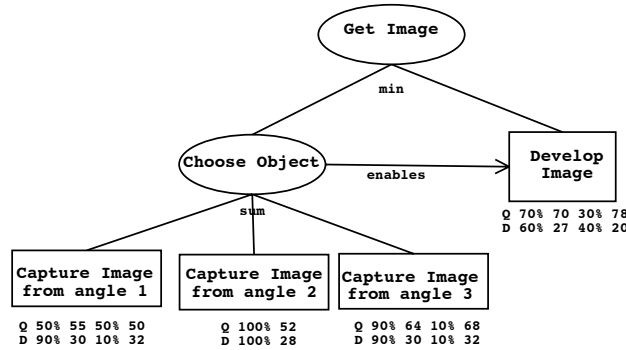 Get Image
min
Choose Object
enables
Develop
Image
Q 70% 70 30% 78
D 60% 27 40% 20
sum
Capture Image
from angle 1
Capture Image
from angle 2
Capture Image
from angle 3
Q 50% 55 50% 50
D 90% 30 10% 32
Q 100% 52
D 100% 28
Q 90% 64 10% 68
D 90% 30 10% 32